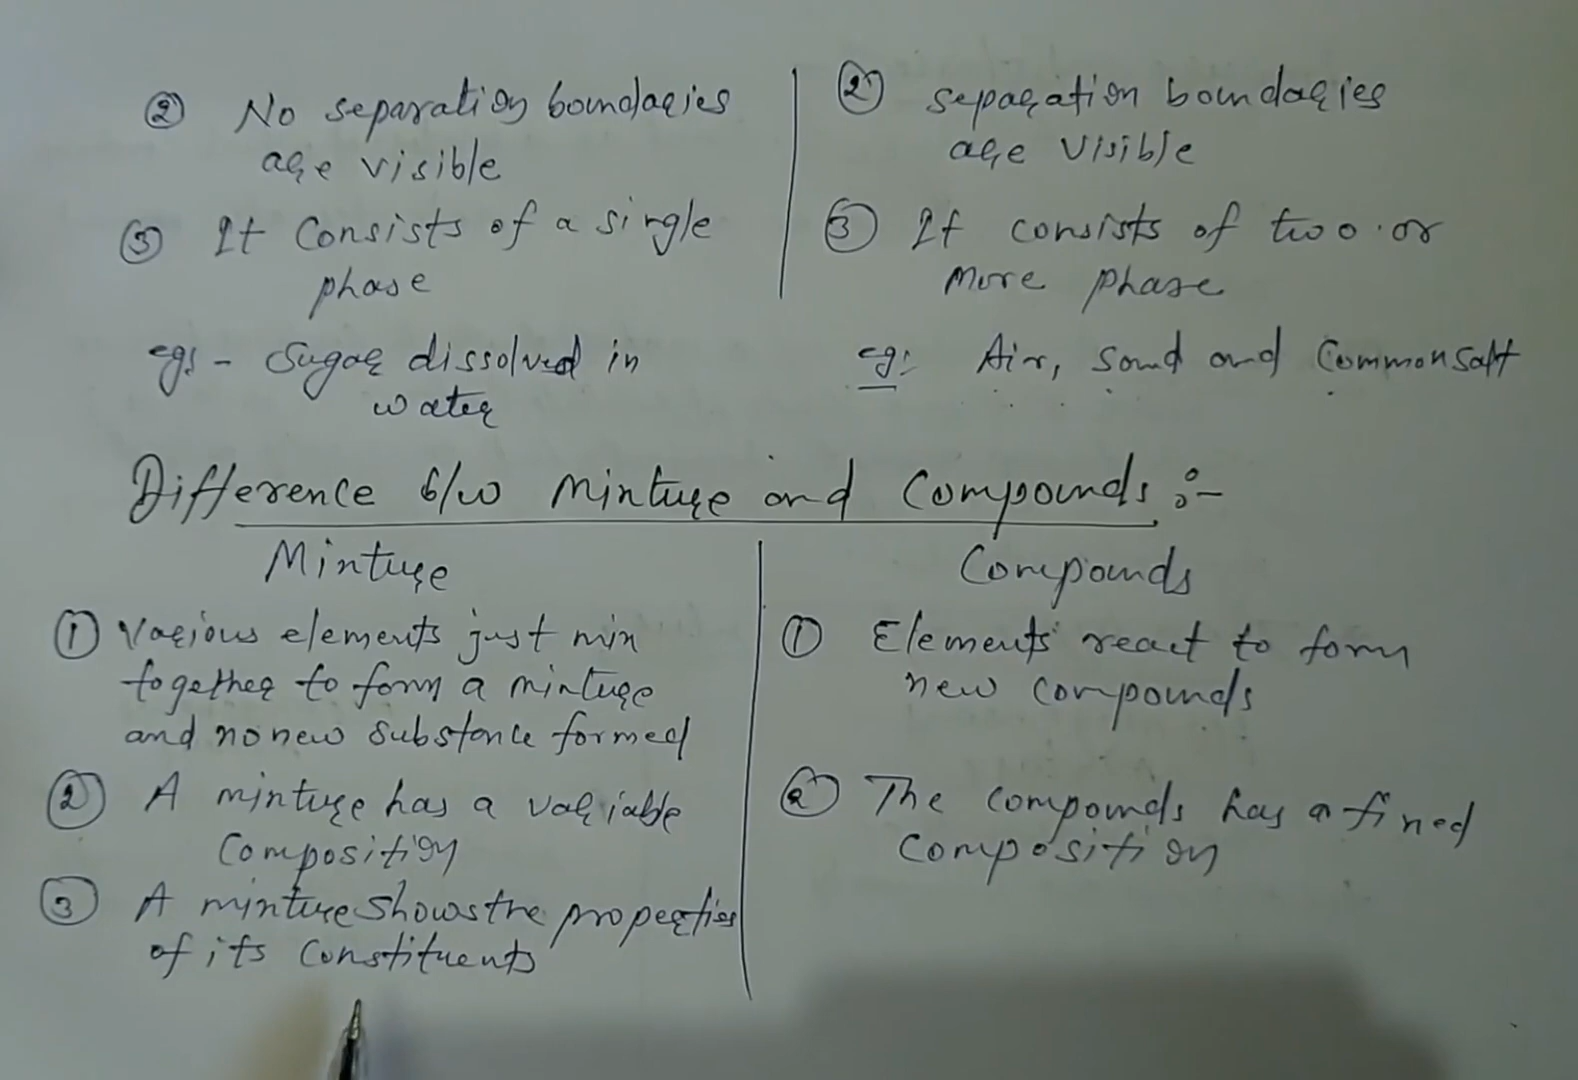 ② No separation boundaries
are visible
③ It consists of a single
phase
eg:- Sugar dissolved in
water
② separation boundaries
are visible
③ It consists of two or
more phase
eg: Air, Sand and Common salt
Difference b/w mixture and Compounds :-
Mixture
① Various elements just mix
together to form a mixture
and no new substance formed
② A mixture has a variable
composition
③ A mixture shows the properties
of its constituents
Compounds
① Elements react to form
new compounds
② The compounds has a fixed
composition